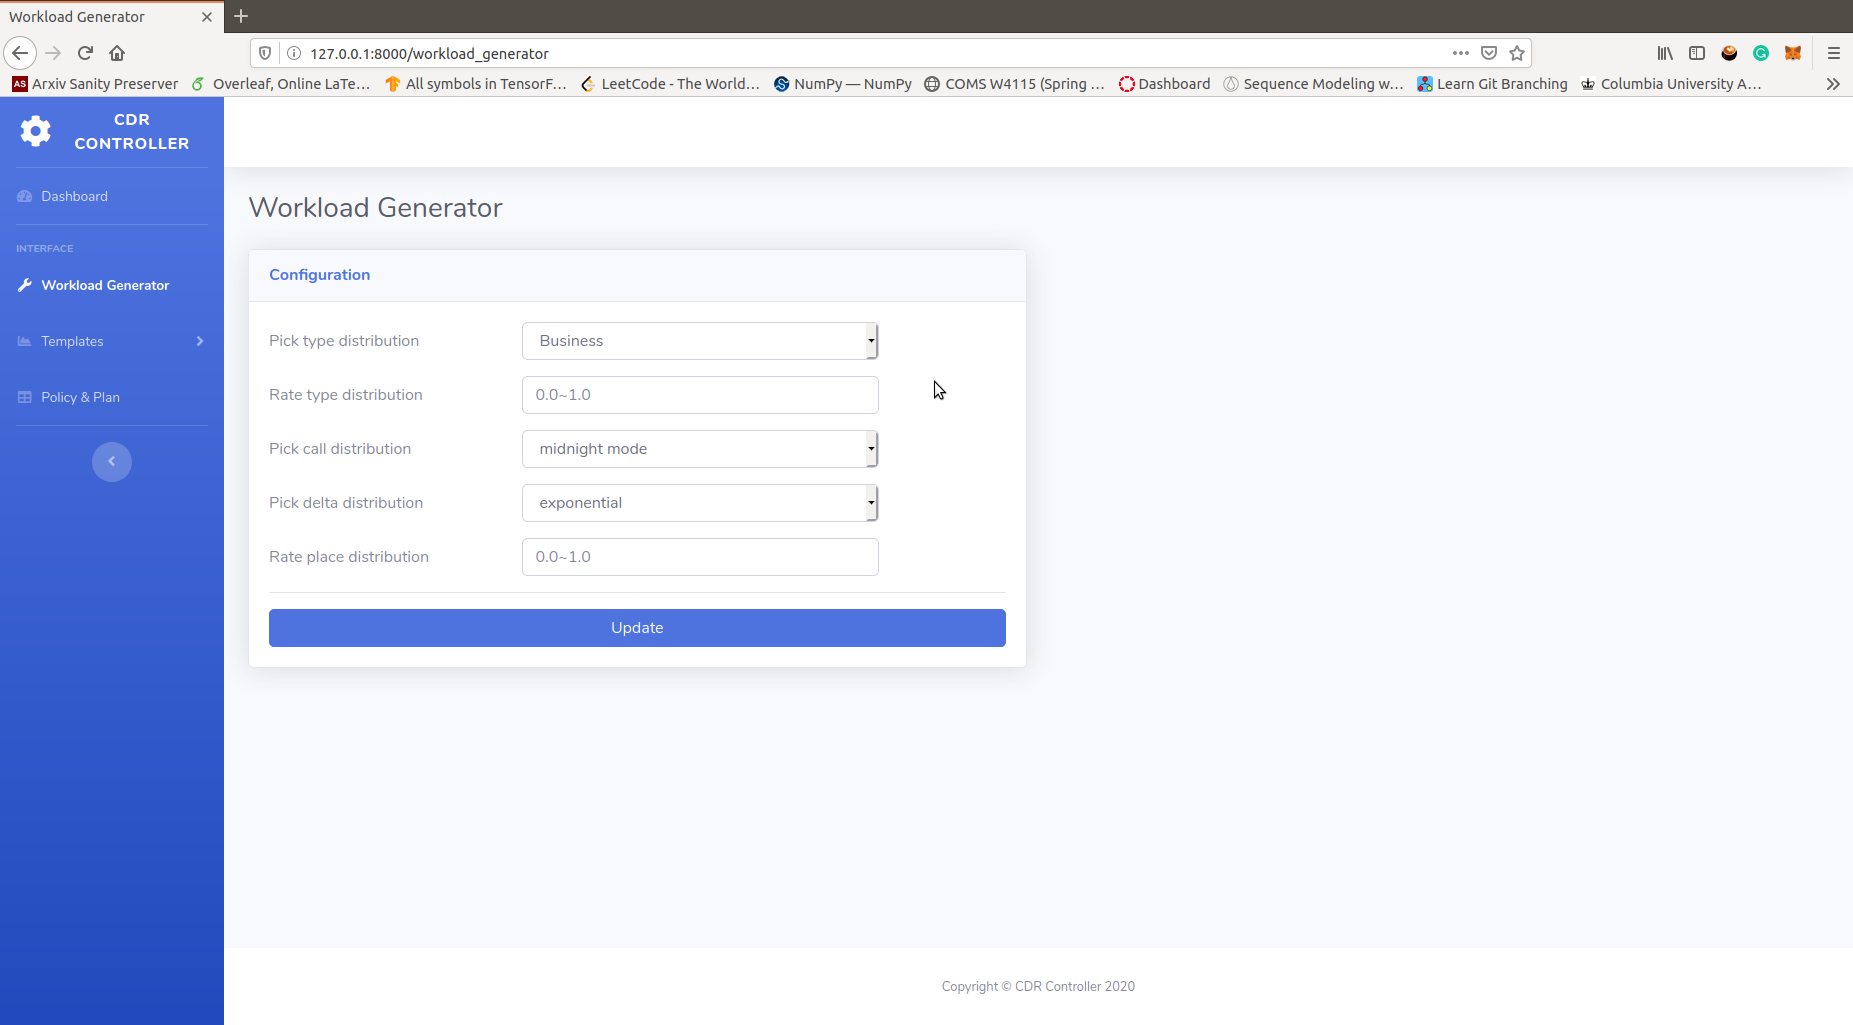 Workload Generator
127.0.0.1:8000/workload_generator
AS Arxiv Sanity Preserver Overleaf, Online LaTe... All symbols in TensorF... LeetCode - The World... NumPy — NumPy COMS W4115 (Spring ... Dashboard Sequence Modeling w... Learn Git Branching Columbia University A...
CDR
CONTROLLER
Dashboard
INTERFACE
Workload Generator
Templates
Policy & Plan
Workload Generator
Configuration
Pick type distribution Business
Rate type distribution 0.0~1.0
Pick call distribution midnight mode
Pick delta distribution exponential
Rate place distribution 0.0~1.0
Update
Copyright © CDR Controller 2020